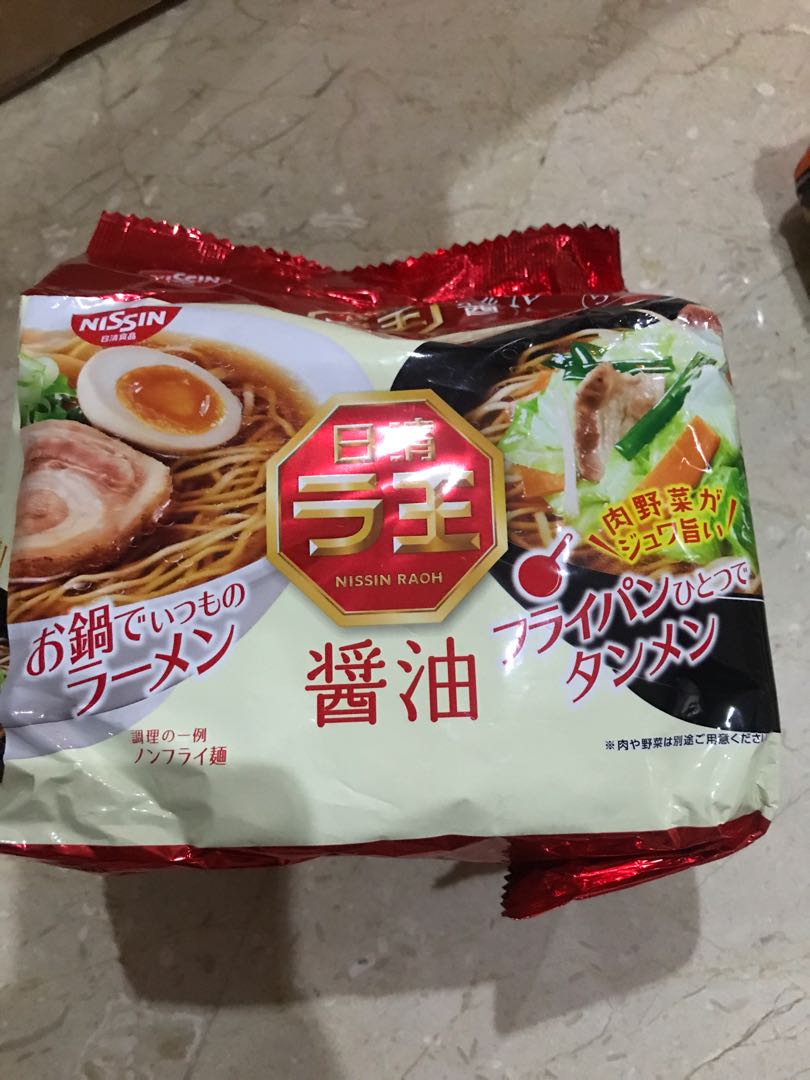 NISSIN
NISSIN
日清食品
日清
ラ王
NISSIN RAOH
醤油
お鍋でいつもの
ラーメン
調理の一例
ノンフライ麺
肉野菜が
ジュワ旨い
フライパンひとつで
タンメン
※肉や野菜は別途ご用意くださ